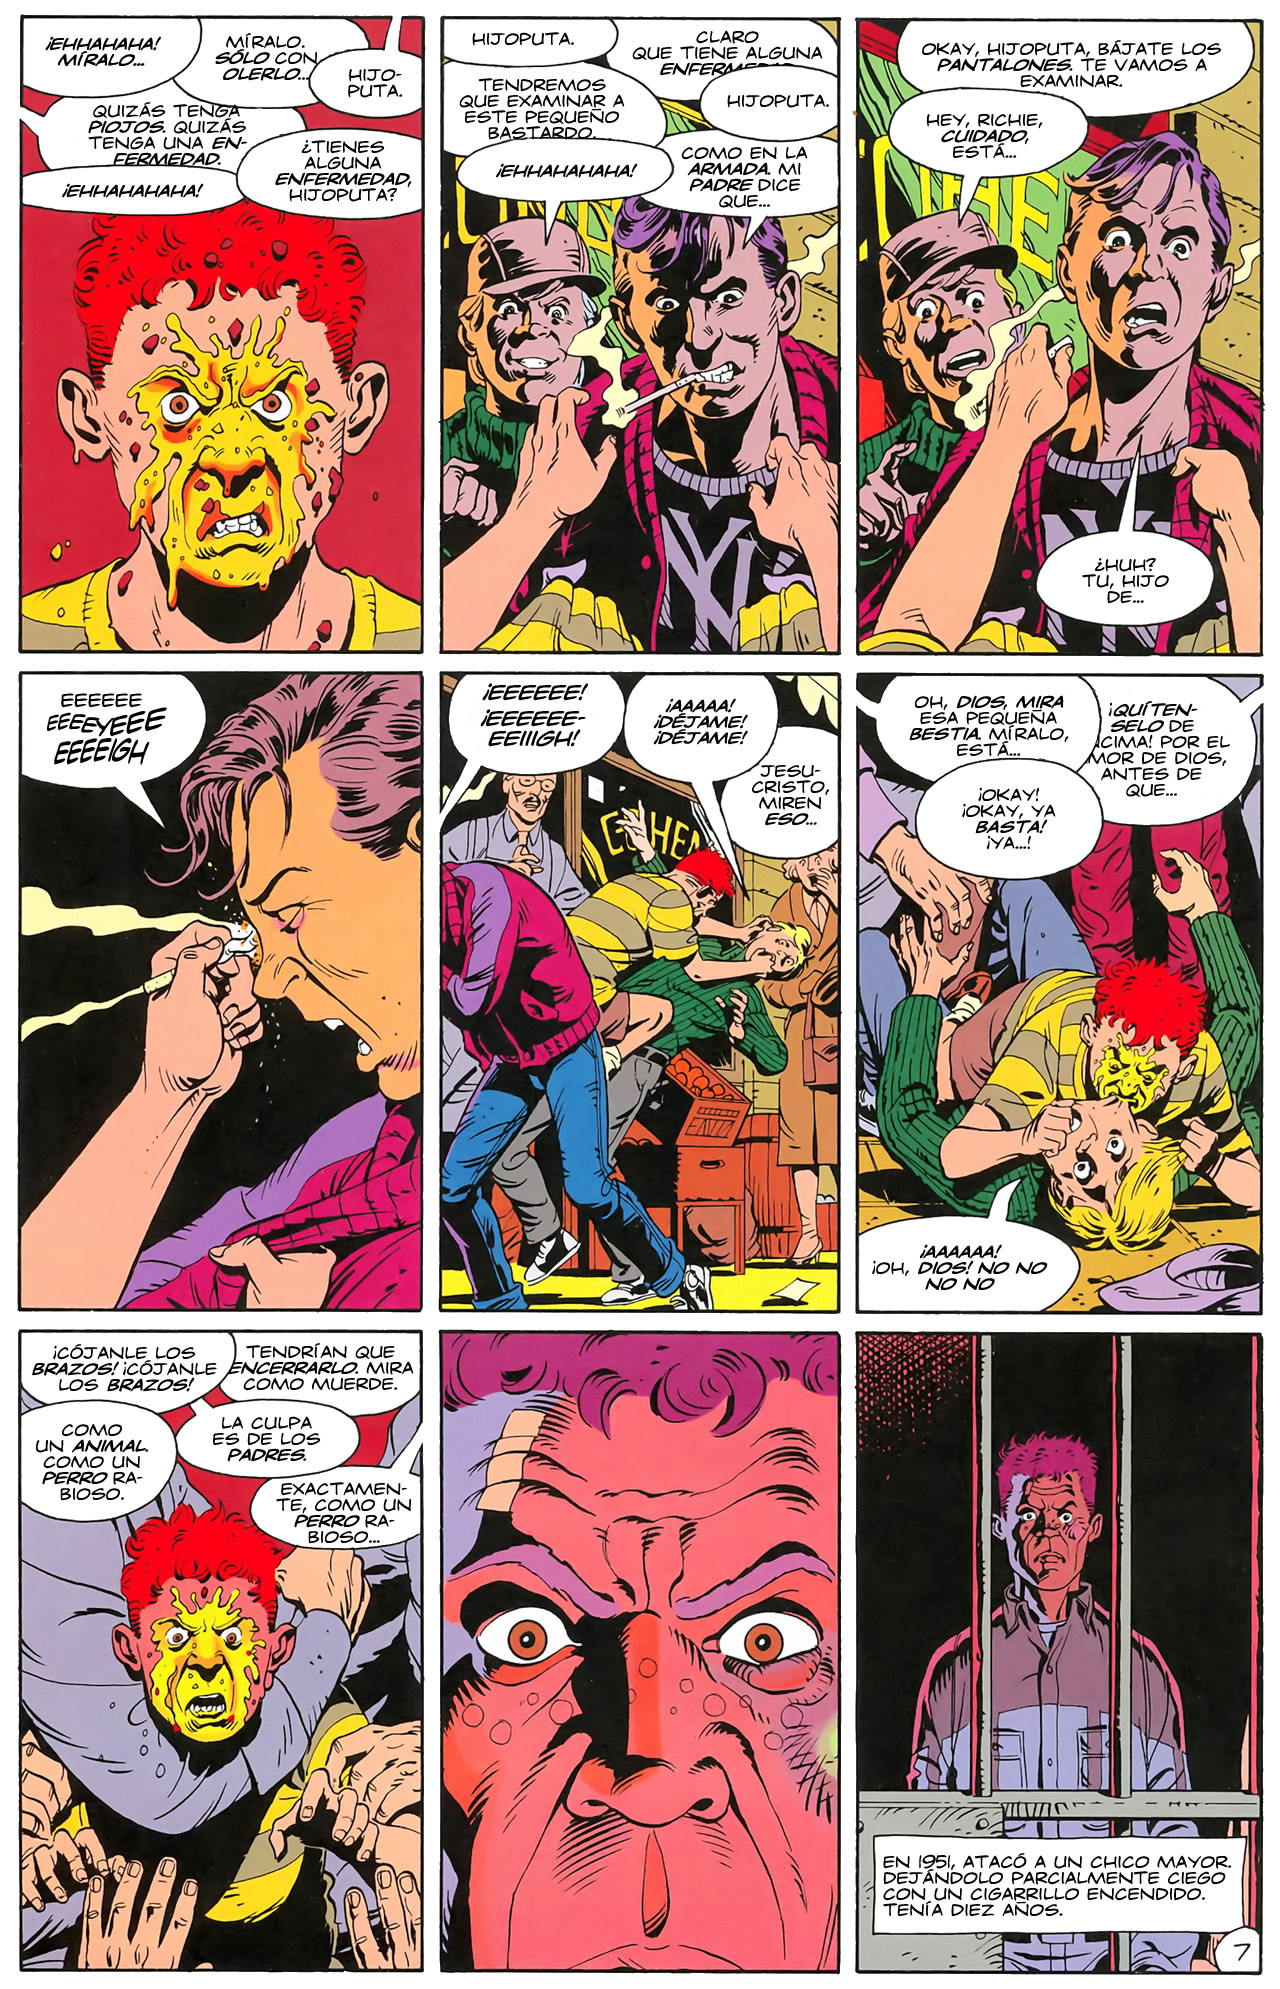 ¡EHHAHAHA!
MÍRALO...
MÍRALO.
SÓLO CON
OLERLO...
HIJO-
PUTA.
QUIZÁS TENGA
PIOJOS. QUIZÁS
TENGA UNA EN-
FERMEDAD.
¿TIENES
ALGUNA
ENFERMEDAD,
HIJOPUTA?
¡EHHAHAHAHA!
HIJOPUTA.
CLARO
QUE TIENE ALGUNA
ENFERMEDAD
TENDREMOS
QUE EXAMINAR A
ESTE PEQUEÑO
BASTARDO.
HIJOPUTA.
¡EHHAHAHAHA!
COMO EN LA
ARMADA. MI
PADRE DICE
QUE...
NY
OKAY, HIJOPUTA, BÁJATE LOS
PANTALONES. TE VAMOS A
EXAMINAR.
HEY, RICHIE,
CUIDADO,
ESTÁ...
¿HUH?
TU, HIJO
DE...
EEEEEE
EEEEYEEE
EEEEIGH
¡EEEEEE!
¡EEEEEE-
EEIIIGH!
¡AAAAA!
¡DÉJAME!
¡DÉJAME!
JESU-
CRISTO,
MIREN
ESO...
OH, DIOS, MIRA
ESA PEQUEÑA
BESTIA MÍRALO,
ESTÁ...
¡QUÍTEN-
SELO DE
NCIMA! POR EL
MOR DE DIOS,
ANTES DE
QUE...
¡OKAY!
¡OKAY, YA
BASTA!
¡YA...!
¡AAAAAA!
¡OH, DIOS! NO NO
NO NO
¡CÓJANLE LOS
BRAZOS! ¡CÓJANLE
LOS BRAZOS!
TENDRÍAN QUE
ENCERRARLO. MIRA
COMO MUERDE.
COMO
UN ANIMAL.
COMO UN
PERRO RA-
BIOSO.
LA CULPA
ES DE LOS
PADRES.
EXACTAMEN-
TE, COMO UN
PERRO RA-
BIOSO...
EN 1951, ATACÓ A UN CHICO MAYOR.
DEJÁNDOLO PARCIALMENTE CIEGO
CON UN CIGARRILLO ENCENDIDO.
TENÍA DIEZ AÑOS.
7